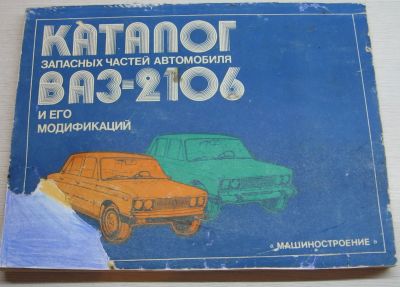 КАТАЛОГ
ЗАПАСНЫХ ЧАСТЕЙ АВТОМОБИЛЯ
ВАЗ-2106
И ЕГО
МОДИФИКАЦИЙ
«МАШИНОСТРОЕНИЕ»